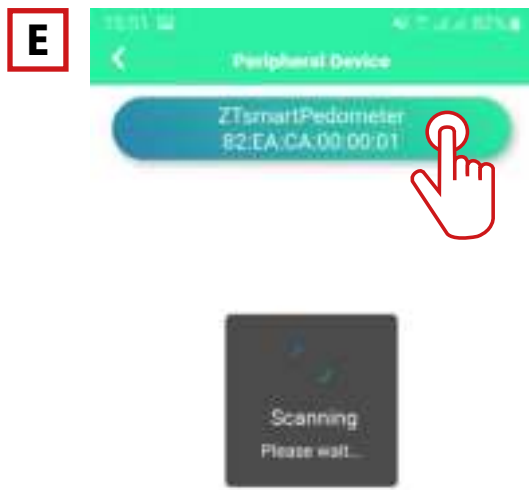 E
Peripheral Device
ZTsmartPedometer
82:EA:CA:00:00:01
Scanning
Please wait...